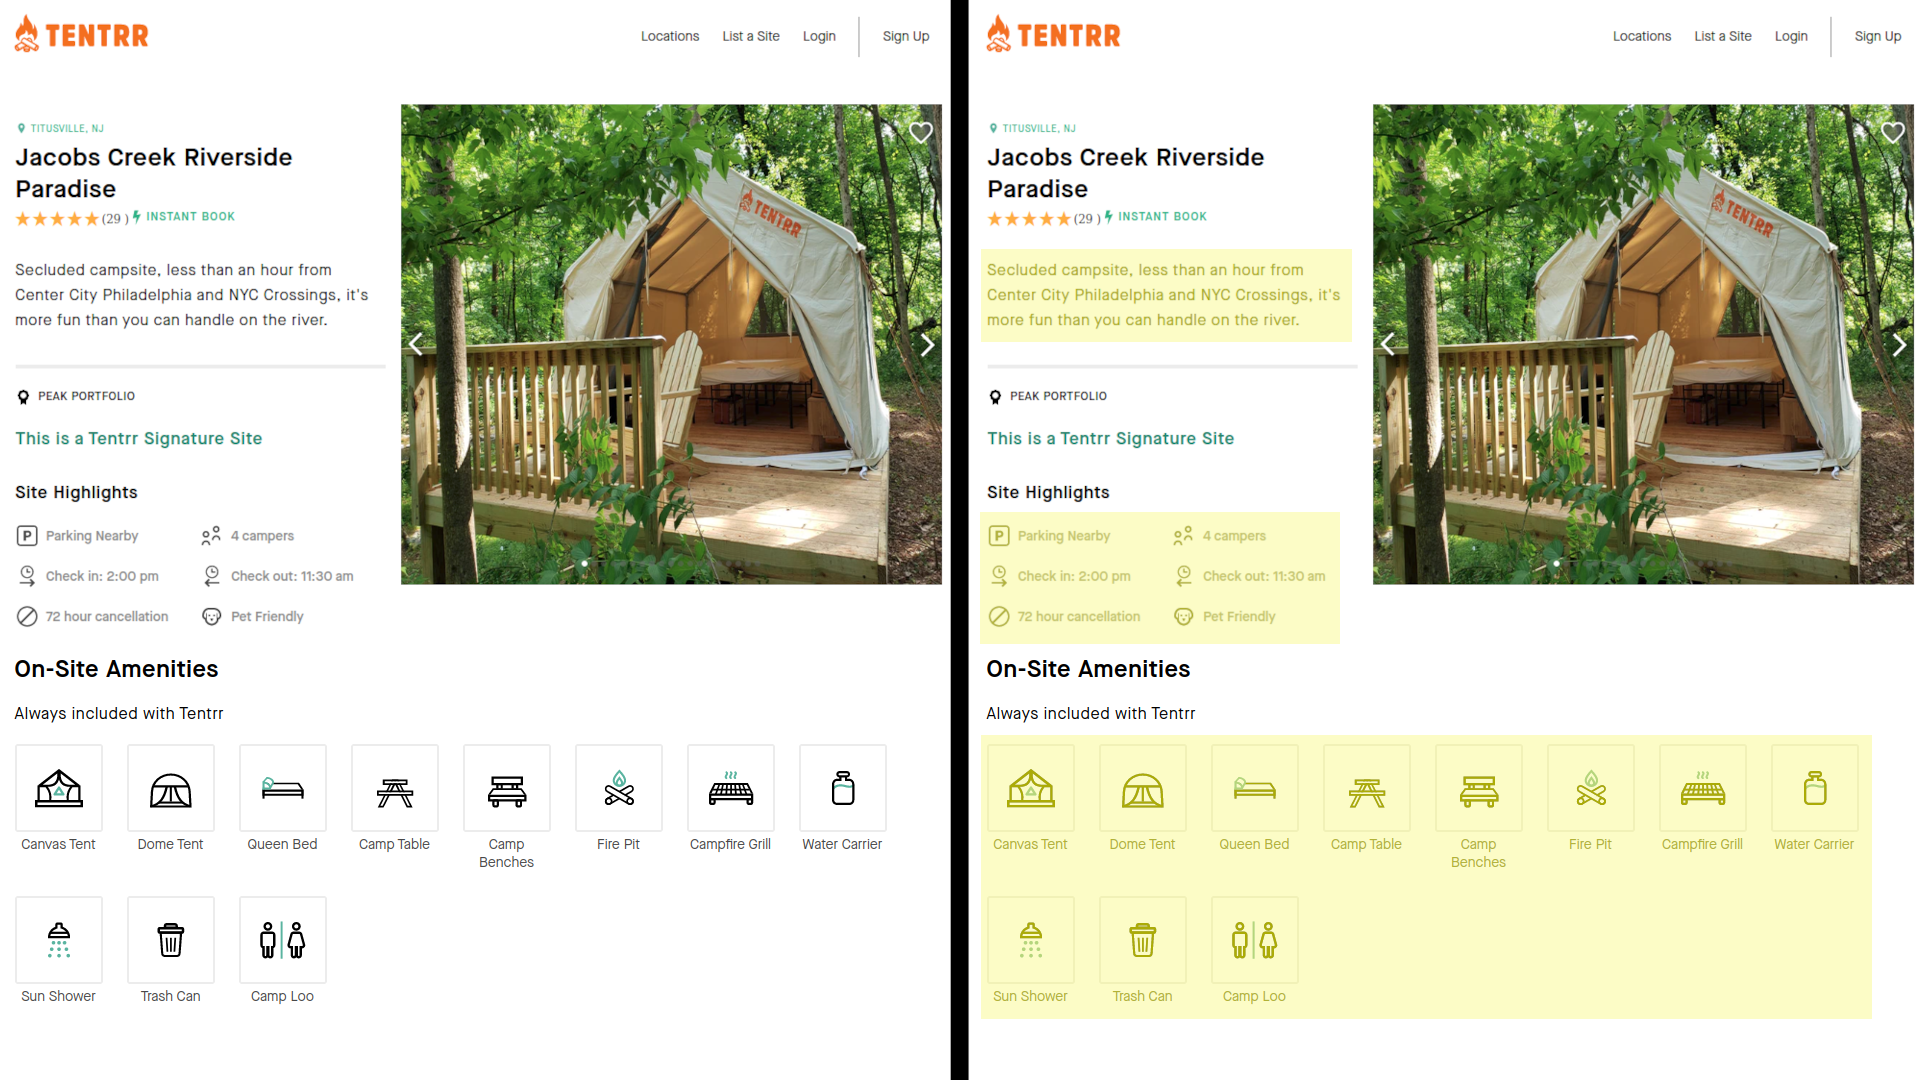 TENTRR
Locations
List a Site
Login
Sign Up
TITUSVILLE, NJ
Jacobs Creek Riverside
Paradise
(29 )
INSTANT BOOK
Secluded campsite, less than an hour from
Center City Philadelphia and NYC Crossings, it's
more fun than you can handle on the river.
PEAK PORTFOLIO
This is a Tentrr Signature Site
Site Highlights
P Parking Nearby
4 campers
Check in: 2:00 pm
Check out: 11:30 am
72 hour cancellation
Pet Friendly
TENTRR
On-Site Amenities
Always included with Tentrr
Canvas Tent
Dome Tent
Queen Bed
Camp Table
Camp
Benches
Fire Pit
Campfire Grill
Water Carrier
Sun Shower
Trash Can
Camp Loo
TENTRR
Locations
List a Site
Login
Sign Up
TITUSVILLE, NJ
Jacobs Creek Riverside
Paradise
(29 )
INSTANT BOOK
Secluded campsite, less than an hour from
Center City Philadelphia and NYC Crossings, it's
more fun than you can handle on the river.
PEAK PORTFOLIO
This is a Tentrr Signature Site
Site Highlights
P Parking Nearby
4 campers
Check in: 2:00 pm
Check out: 11:30 am
72 hour cancellation
Pet Friendly
TENTRR
On-Site Amenities
Always included with Tentrr
Canvas Tent
Dome Tent
Queen Bed
Camp Table
Camp
Benches
Fire Pit
Campfire Grill
Water Carrier
Sun Shower
Trash Can
Camp Loo